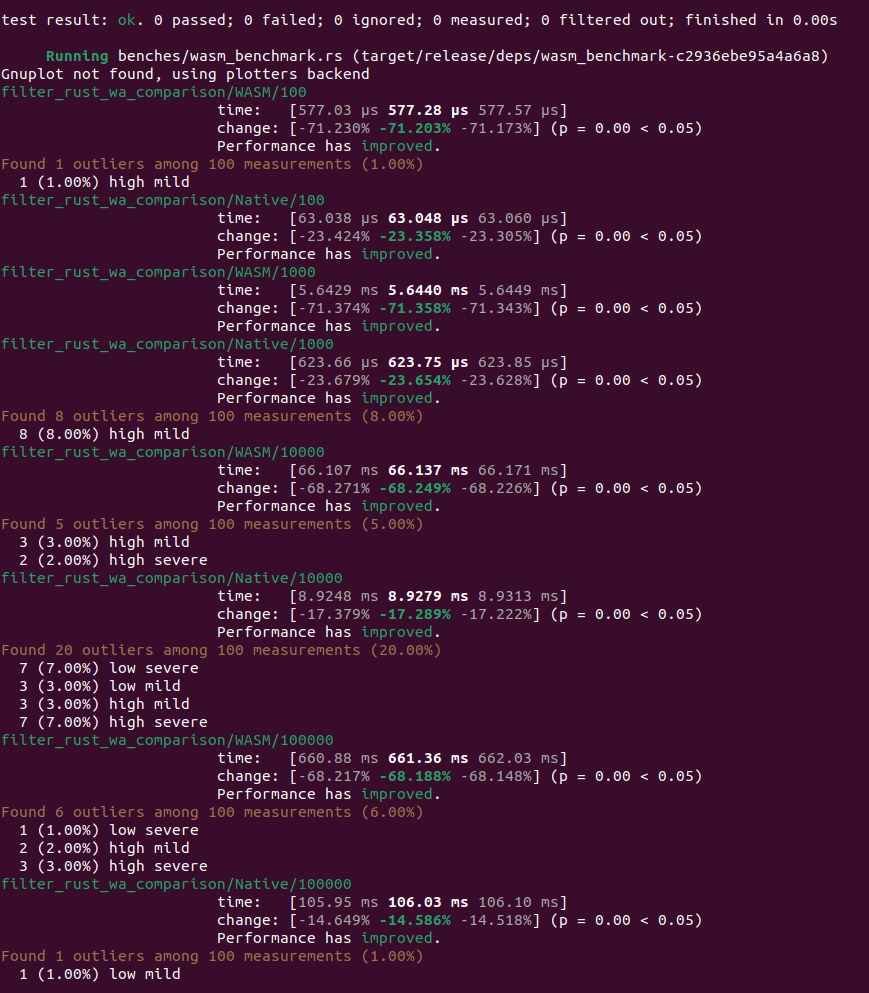 test result: ok. 0 passed; 0 failed; 0 ignored; 0 measured; 0 filtered out; finished in 0.00s
Running benches/wasm_benchmark.rs (target/release/deps/wasm_benchmark-c2936ebe95a4a6a8)
Gnuplot not found, using plotters backend
filter_rust_wa_comparison/WASM/100
time: [577.03 µs 577.28 µs 577.57 µs]
change: [-71.230% -71.203% -71.173%] (p = 0.00 < 0.05)
Performance has improved.
Found 1 outliers among 100 measurements (1.00%)
1 (1.00%) high mild
filter_rust_wa_comparison/Native/100
time: [63.038 µs 63.048 µs 63.060 µs]
change: [-23.424% -23.358% -23.305%] (p = 0.00 < 0.05)
Performance has improved.
filter_rust_wa_comparison/WASM/1000
time: [5.6429 ms 5.6440 ms 5.6449 ms]
change: [-71.374% -71.358% -71.343%] (p = 0.00 < 0.05)
Performance has improved.
filter_rust_wa_comparison/Native/1000
time: [623.66 µs 623.75 µs 623.85 µs]
change: [-23.679% -23.654% -23.628%] (p = 0.00 < 0.05)
Performance has improved.
Found 8 outliers among 100 measurements (8.00%)
8 (8.00%) high mild
filter_rust_wa_comparison/WASM/10000
time: [66.107 ms 66.137 ms 66.171 ms]
change: [-68.271% -68.249% -68.226%] (p = 0.00 < 0.05)
Performance has improved.
Found 5 outliers among 100 measurements (5.00%)
3 (3.00%) high mild
2 (2.00%) high severe
filter_rust_wa_comparison/Native/10000
time: [8.9248 ms 8.9279 ms 8.9313 ms]
change: [-17.379% -17.289% -17.222%] (p = 0.00 < 0.05)
Performance has improved.
Found 20 outliers among 100 measurements (20.00%)
7 (7.00%) low severe
3 (3.00%) low mild
3 (3.00%) high mild
7 (7.00%) high severe
filter_rust_wa_comparison/WASM/100000
time: [660.88 ms 661.36 ms 662.03 ms]
change: [-68.217% -68.188% -68.148%] (p = 0.00 < 0.05)
Performance has improved.
Found 6 outliers among 100 measurements (6.00%)
1 (1.00%) low severe
2 (2.00%) high mild
3 (3.00%) high severe
filter_rust_wa_comparison/Native/100000
time: [105.95 ms 106.03 ms 106.10 ms]
change: [-14.649% -14.586% -14.518%] (p = 0.00 < 0.05)
Performance has improved.
Found 1 outliers among 100 measurements (1.00%)
1 (1.00%) low mild